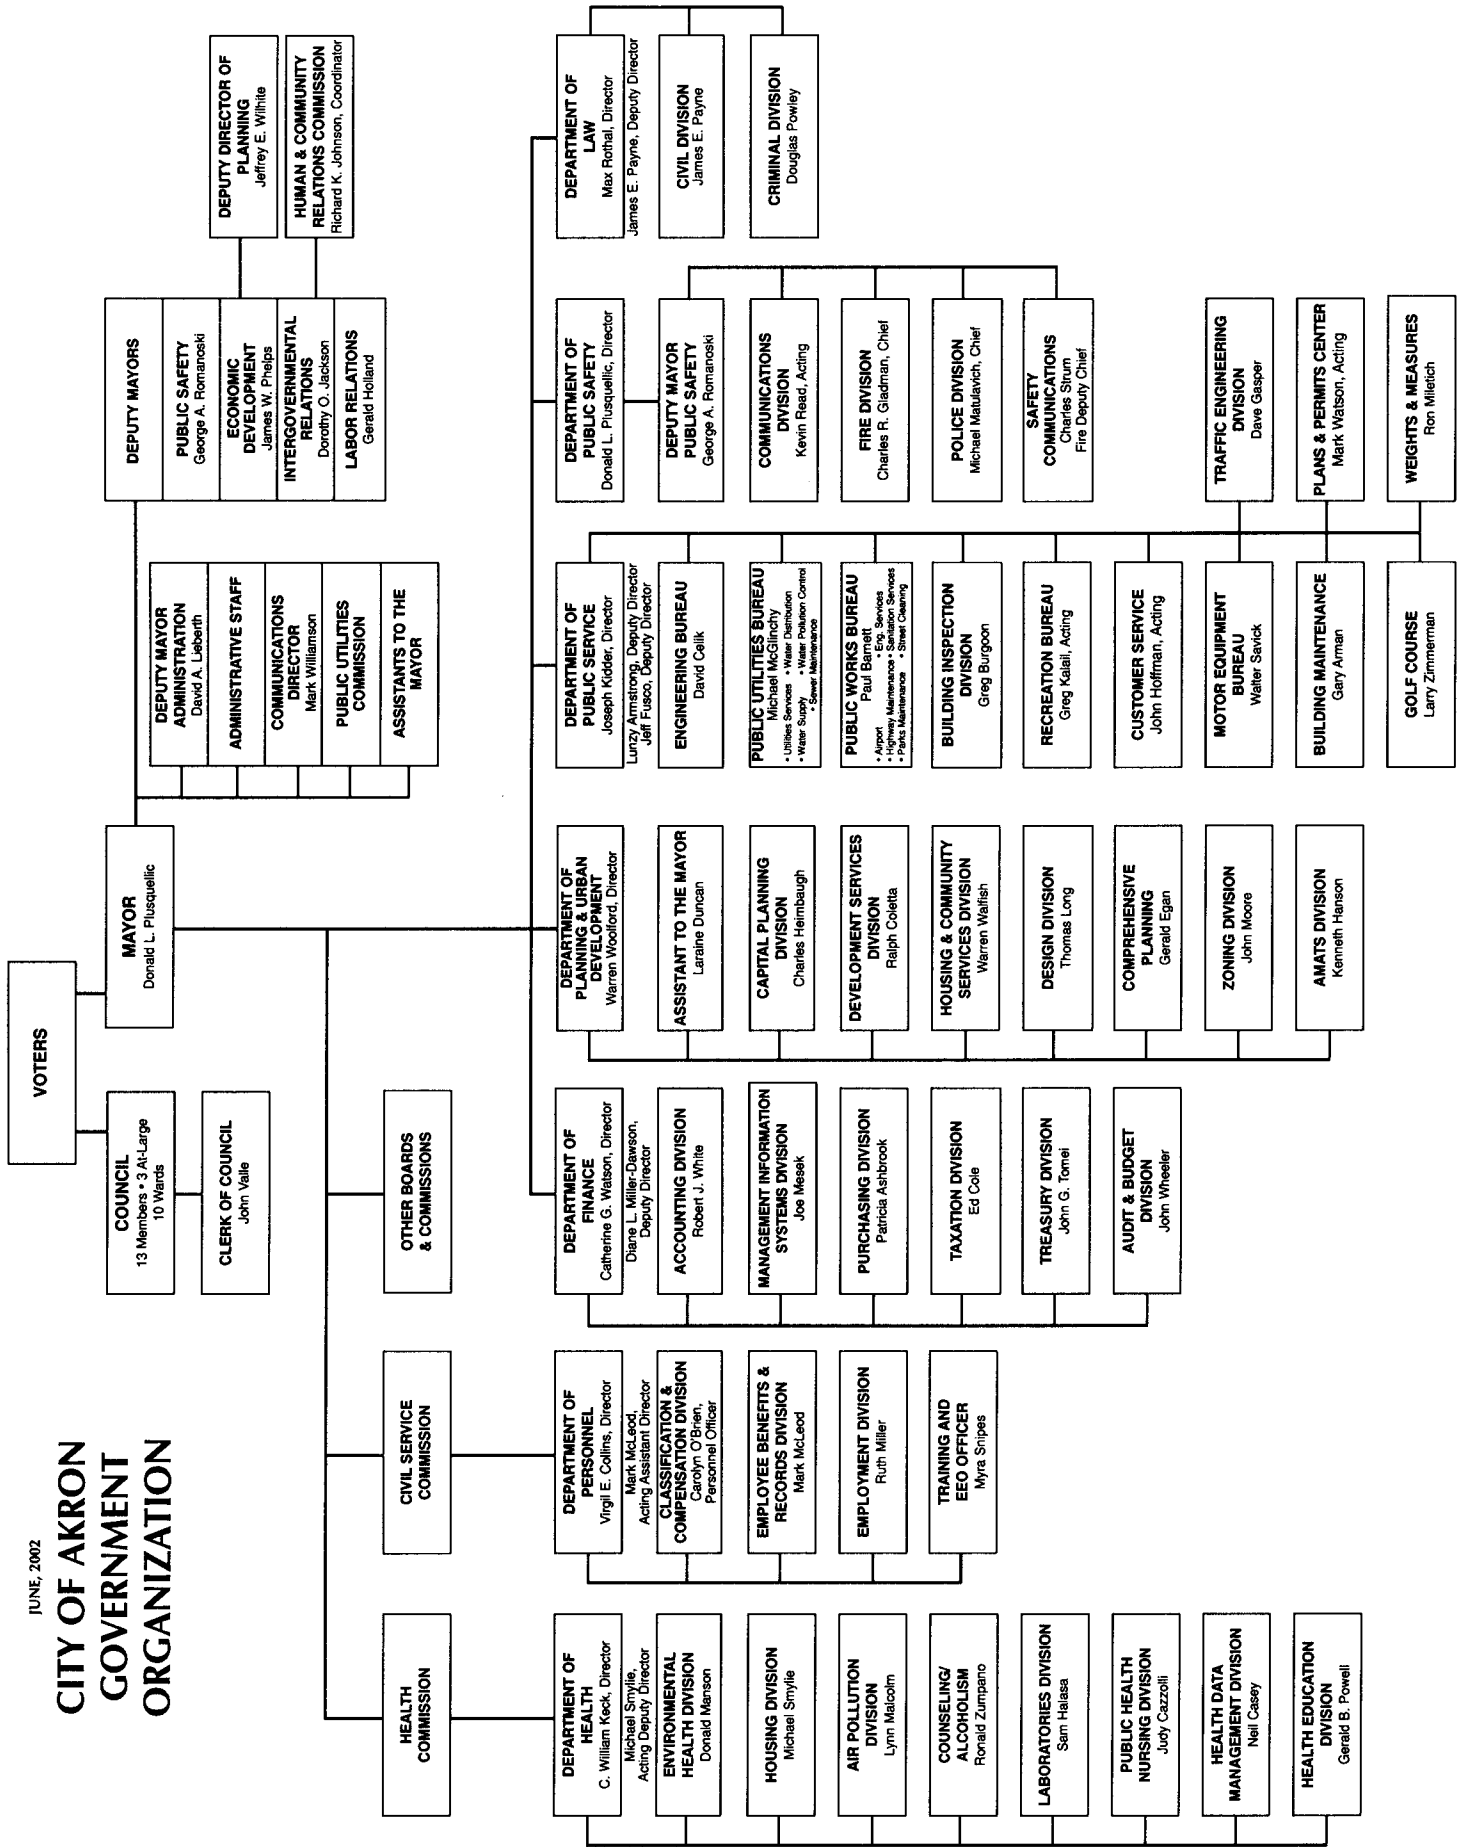 JUNE, 2002
CITY OF AKRON
GOVERNMENT
ORGANIZATION
VOTERS
COUNCIL
13 Members • 3 At-Large
10 Wards
CLERK OF COUNCIL
John Valle
MAYOR
Donald L. Plusquellic
DEPUTY MAYOR
ADMINISTRATION
David A. Lieberth
ADMINISTRATIVE STAFF
COMMUNICATIONS
DIRECTOR
Mark Williamson
PUBLIC UTILITIES
COMMISSION
ASSISTANTS TO THE
MAYOR
DEPUTY MAYORS
PUBLIC SAFETY
George A. Romanoski
ECONOMIC
DEVELOPMENT
James W. Phelps
INTERGOVERNMENTAL
RELATIONS
Dorothy O. Jackson
LABOR RELATIONS
Gerald Holland
DEPUTY DIRECTOR OF
PLANNING
Jeffrey E. Wilhite
HUMAN & COMMUNITY
RELATIONS COMMISSION
Richard K. Johnson, Coordinator
HEALTH
COMMISSION
CIVIL SERVICE
COMMISSION
OTHER BOARDS
& COMMISSIONS
DEPARTMENT OF
HEALTH
C. William Keck, Director
Michael Smylie,
Acting Deputy Director
ENVIRONMENTAL
HEALTH DIVISION
Donald Manson
HOUSING DIVISION
Michael Smylie
AIR POLLUTION
DIVISION
Lynn Malcolm
COUNSELING/
ALCOHOLISM
Ronald Zumpano
LABORATORIES DIVISION
Sam Halasa
PUBLIC HEALTH
NURSING DIVISION
Judy Cazzolli
HEALTH DATA
MANAGEMENT DIVISION
Neil Casey
HEALTH EDUCATION
DIVISION
Gerald B. Powell
DEPARTMENT OF
PERSONNEL
Virgil E. Collins, Director
Mark McLeod,
Acting Assistant Director
CLASSIFICATION &
COMPENSATION DIVISION
Carolyn O'Brien,
Personnel Officer
EMPLOYEE BENEFITS &
RECORDS DIVISION
Mark McLeod
EMPLOYMENT DIVISION
Ruth Miller
TRAINING AND
EEO OFFICER
Myra Snipes
DEPARTMENT OF
FINANCE
Catherine G. Watson, Director
Diane L. Miller-Dawson,
Deputy Director
ACCOUNTING DIVISION
Robert J. White
MANAGEMENT INFORMATION
SYSTEMS DIVISION
Joe Mesek
PURCHASING DIVISION
Patricia Ashbrook
TAXATION DIVISION
Ed Cole
TREASURY DIVISION
John G. Tomei
AUDIT & BUDGET
DIVISION
John Wheeler
DEPARTMENT OF
PLANNING & URBAN
DEVELOPMENT
Warren Woolford, Director
ASSISTANT TO THE MAYOR
Laraine Duncan
CAPITAL PLANNING
DIVISION
Charles Heimbaugh
DEVELOPMENT SERVICES
DIVISION
Ralph Coletta
HOUSING & COMMUNITY
SERVICES DIVISION
Warren Walfish
DESIGN DIVISION
Thomas Long
COMPREHENSIVE
PLANNING
Gerald Egan
ZONING DIVISION
John Moore
AMATS DIVISION
Kenneth Hanson
DEPARTMENT OF
PUBLIC SERVICE
Joseph Kidder, Director
Lunzy Armstrong, Deputy Director
Jeff Fusco, Deputy Director
ENGINEERING BUREAU
David Celik
PUBLIC UTILITIES BUREAU
Michael McGlinchy
• Utilities Services • Water Distribution
• Water Supply • Water Pollution Control
• Sewer Maintenance
PUBLIC WORKS BUREAU
Paul Barnett
• Airport • Eng. Services
• Highway Maintenance • Sanitation Services
• Parks Maintenance • Street Cleaning
BUILDING INSPECTION
DIVISION
Greg Burgoon
RECREATION BUREAU
Greg Kalail, Acting
CUSTOMER SERVICE
John Hoffman, Acting
MOTOR EQUIPMENT
BUREAU
Walter Savick
BUILDING MAINTENANCE
Gary Arman
GOLF COURSE
Larry Zimmerman
TRAFFIC ENGINEERING
DIVISION
Dave Gasper
PLANS & PERMITS CENTER
Mark Watson, Acting
WEIGHTS & MEASURES
Ron Miletich
DEPARTMENT OF
PUBLIC SAFETY
Donald L. Plusquellic, Director
DEPUTY MAYOR
PUBLIC SAFETY
George A. Romanoski
COMMUNICATIONS
DIVISION
Kevin Read, Acting
FIRE DIVISION
Charles R. Gladman, Chief
POLICE DIVISION
Michael Matulavich, Chief
SAFETY
COMMUNICATIONS
Charles Strum
Fire Deputy Chief
DEPARTMENT OF
LAW
Max Rothal, Director
James E. Payne, Deputy Director
CIVIL DIVISION
James E. Payne
CRIMINAL DIVISION
Douglas Powley